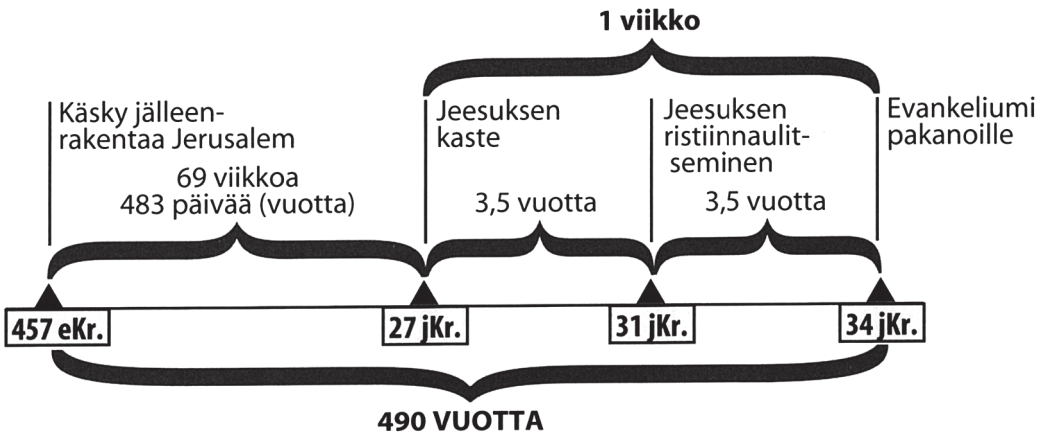 1 viikko
Käsky jälleen-
rakentaa Jerusalem
69 viikkoa
483 päivää (vuotta)
Jeesuksen
kaste
3,5 vuotta
Jeesuksen
ristiinnaulit-
seminen
3,5 vuotta
Evankeliumi
pakanoille
457 eKr.
27 jKr.
31 jKr.
34 jKr.
490 VUOTTA